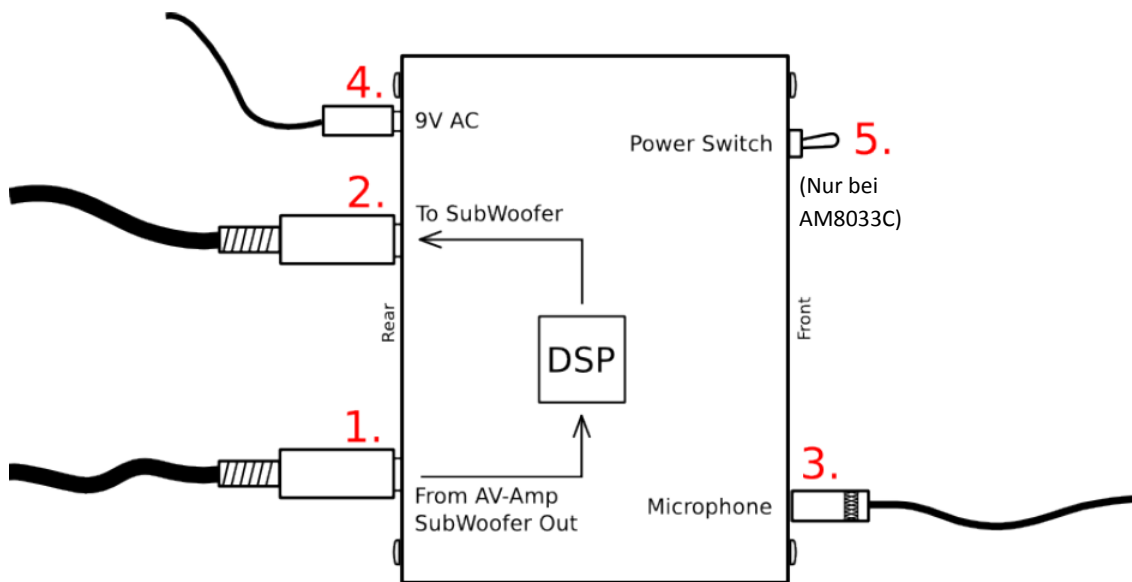 4.
9V AC
Power Switch
5.
(Nur bei
AM8033C)
2.
To SubWoofer
Rear
Front
DSP
1.
From AV-Amp
SubWoofer Out
3.
Microphone